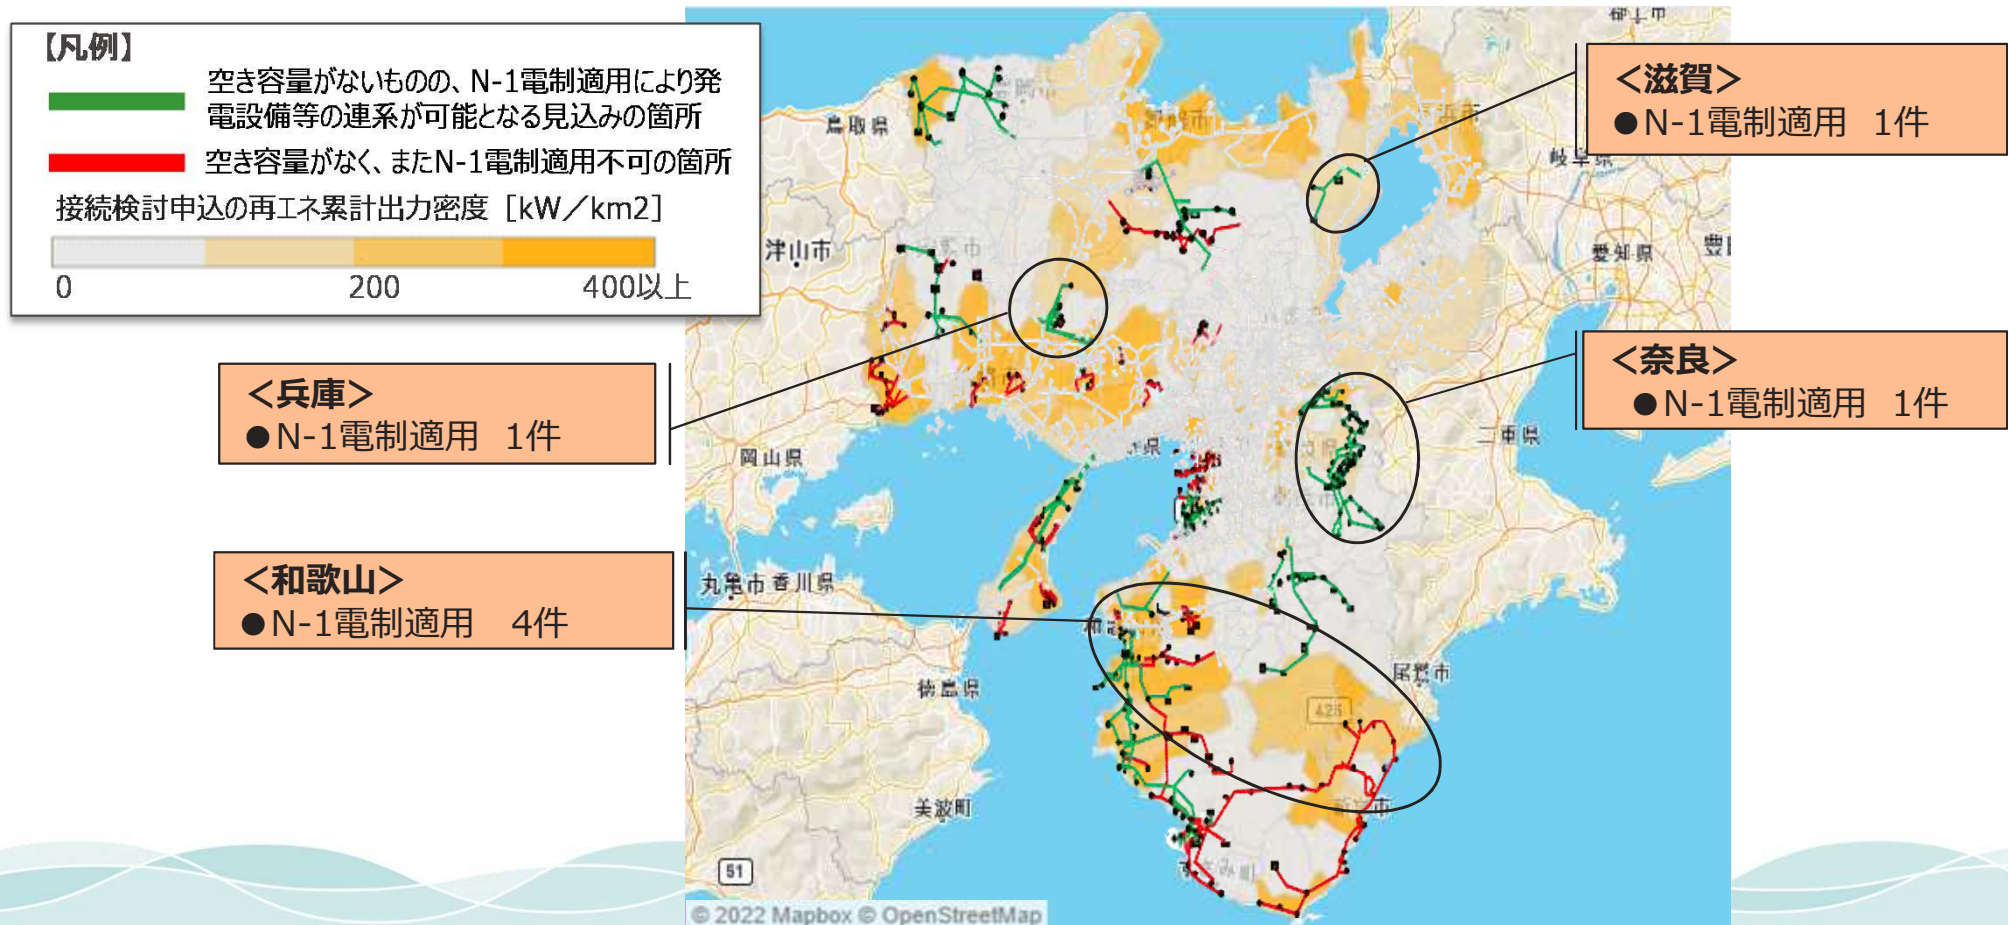 【凡例】
空き容量がないものの、N-1電制適用により発
電設備等の連系が可能となる見込みの箇所
空き容量がなく、またN-1電制適用不可の箇所
接続検討申込の再エネ累計出力密度［kW／km2］
0 200 400以上
＜滋賀＞
●N-1電制適用 1件
＜奈良＞
●N-1電制適用 1件
＜兵庫＞
●N-1電制適用 1件
＜和歌山＞
●N-1電制適用 4件
鳥取県
津山市
岡山県
丸亀市
香川県
徳島県
美波町
岐阜県
愛知県
三重県
尾鷲市
425
51
© 2022 Mapbox © OpenStreetMap